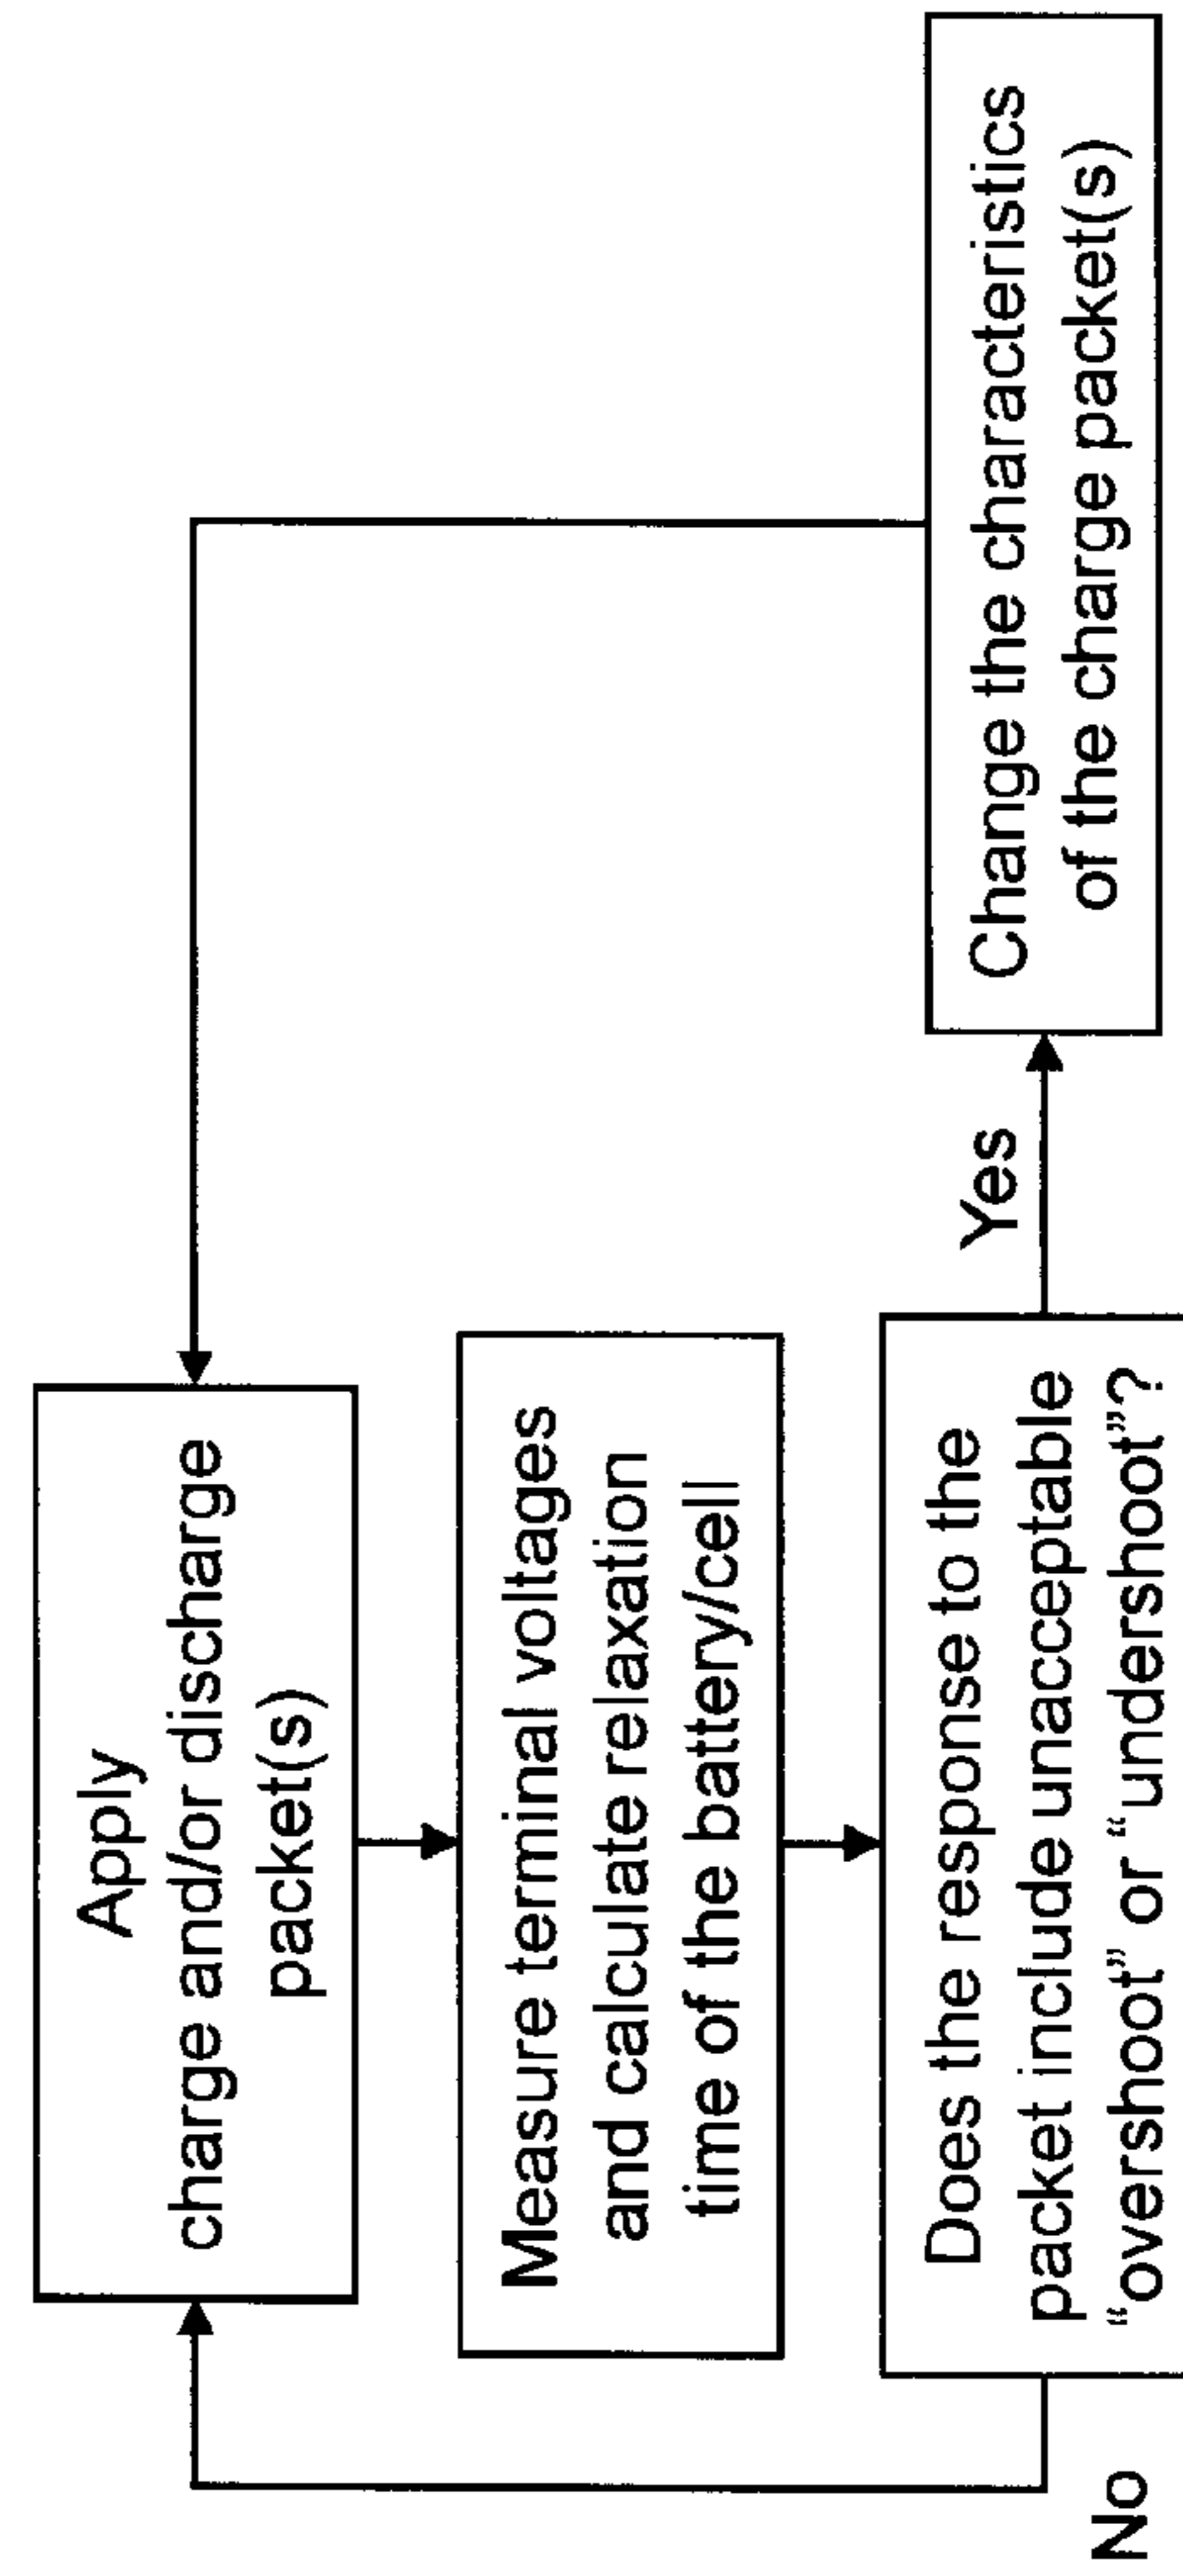 Apply
charge and/or discharge
packet(s)
Measure terminal voltages
and calculate relaxation
time of the battery/cell
Does the response to the
packet include unacceptable
“overshoot” or “undershoot”?
No
Yes
Change the characteristics
of the charge packet(s)